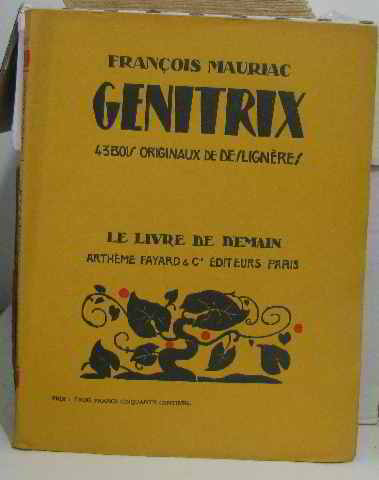 FRANÇOIS MAURIAC
GENITRIX
43 BOIS ORIGINAUX DE DESLIGNÈRES
LE LIVRE DE DEMAIN
ARTHÈME FAYARD & Cie ÉDITEURS - PARIS
PRIX : TROIS FRANCS CINQUANTE CENTIMES.